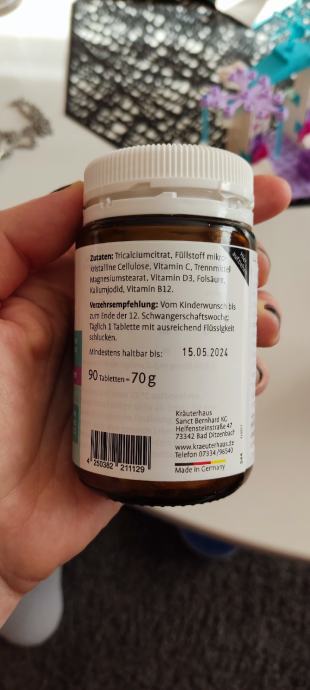 Zutaten: Tricalciumcitrat, Füllstoff mikro-
kristalline Cellulose, Vitamin C, Trennmittel
Magnesiumstearat, Vitamin D3, Folsäure,
Kaliumjodid, Vitamin B12.
Verzehrsempfehlung: Vom Kinderwunsch bis
zum Ende der 12. Schwangerschaftswoche:
Täglich 1 Tablette mit ausreichend Flüssigkeit
schlucken.
Mindestens haltbar bis: 15.05.2024
90 Tabletten = 70 g
Kräuterhaus
Sanct Bernhard KG
Helfensteinstraße 47
73342 Bad Ditzenbach
www.kraeuterhaus.de
Telefon 07334/96540
Made in Germany
4 250382 211129